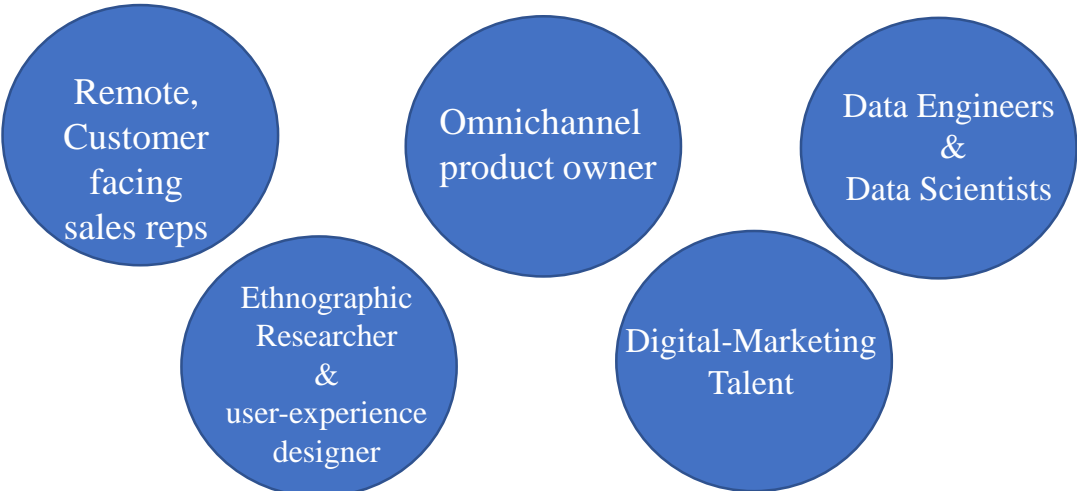 Remote,
Customer
facing
sales reps
Omnichannel
product owner
Data Engineers
&
Data Scientists
Ethnographic
Researcher
&
user-experience
designer
Digital-Marketing
Talent